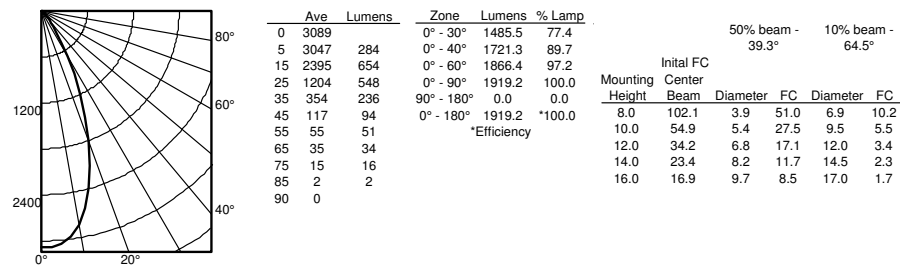 80°
60°
40°
1200
2400
0° 20°
Ave Lumens
0 3089
5 3047 284
15 2395 654
25 1204 548
35 354 236
45 117 94
55 55 51
65 35 34
75 15 16
85 2 2
90 0
Zone Lumens % Lamp
0° - 30° 1485.5 77.4
0° - 40° 1721.3 89.7
0° - 60° 1866.4 97.2
0° - 90° 1919.2 100.0
90° - 180° 0.0 0.0
0° - 180° 1919.2 *100.0
*Efficiency
50% beam - 10% beam -
39.3° 64.5°
Inital FC
Mounting Center
Height Beam Diameter FC Diameter FC
8.0 102.1 3.9 51.0 6.9 10.2
10.0 54.9 5.4 27.5 9.5 5.5
12.0 34.2 6.8 17.1 12.0 3.4
14.0 23.4 8.2 11.7 14.5 2.3
16.0 16.9 9.7 8.5 17.0 1.7